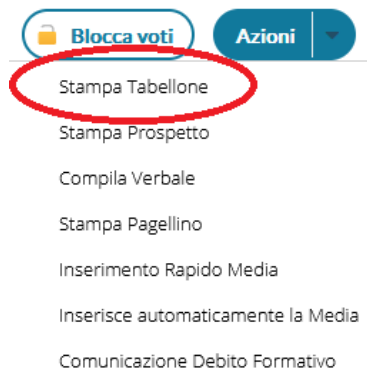 Blocca voti Azioni
Stampa Tabellone
Stampa Prospetto
Compila Verbale
Stampa Pagellino
Inserimento Rapido Media
Inserisce automaticamente la Media
Comunicazione Debito Formativo